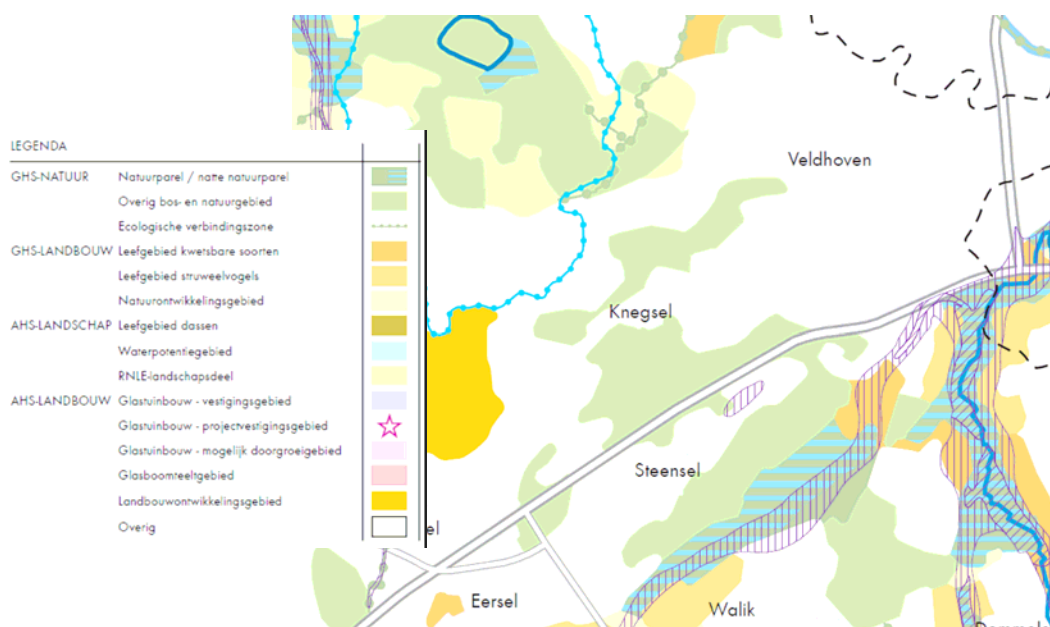 LEGENDA
GHS-NATUUR Natuurparel / natte natuurparel
Overig bos- en natuurgebied
Ecologische verbindingszone
GHS-LANDBOUW Leefgebied kwetsbare soorten
Leefgebied struweelvogels
Natuurontwikkelingsgebied
AHS-LANDSCHAP Leefgebied dassen
Waterpotentiegebied
RNLE-landschapsdeel
AHS-LANDBOUW Glastuinbouw - vestigingsgebied
Glastuinbouw - projectvestigingsgebied
Glastuinbouw - mogelijk doorgroeigebied
Glasboomteeltgebied
Landbouwontwikkelingsgebied
Overig
Veldhoven
Knegsel
Steensel
el
Eersel
Walik